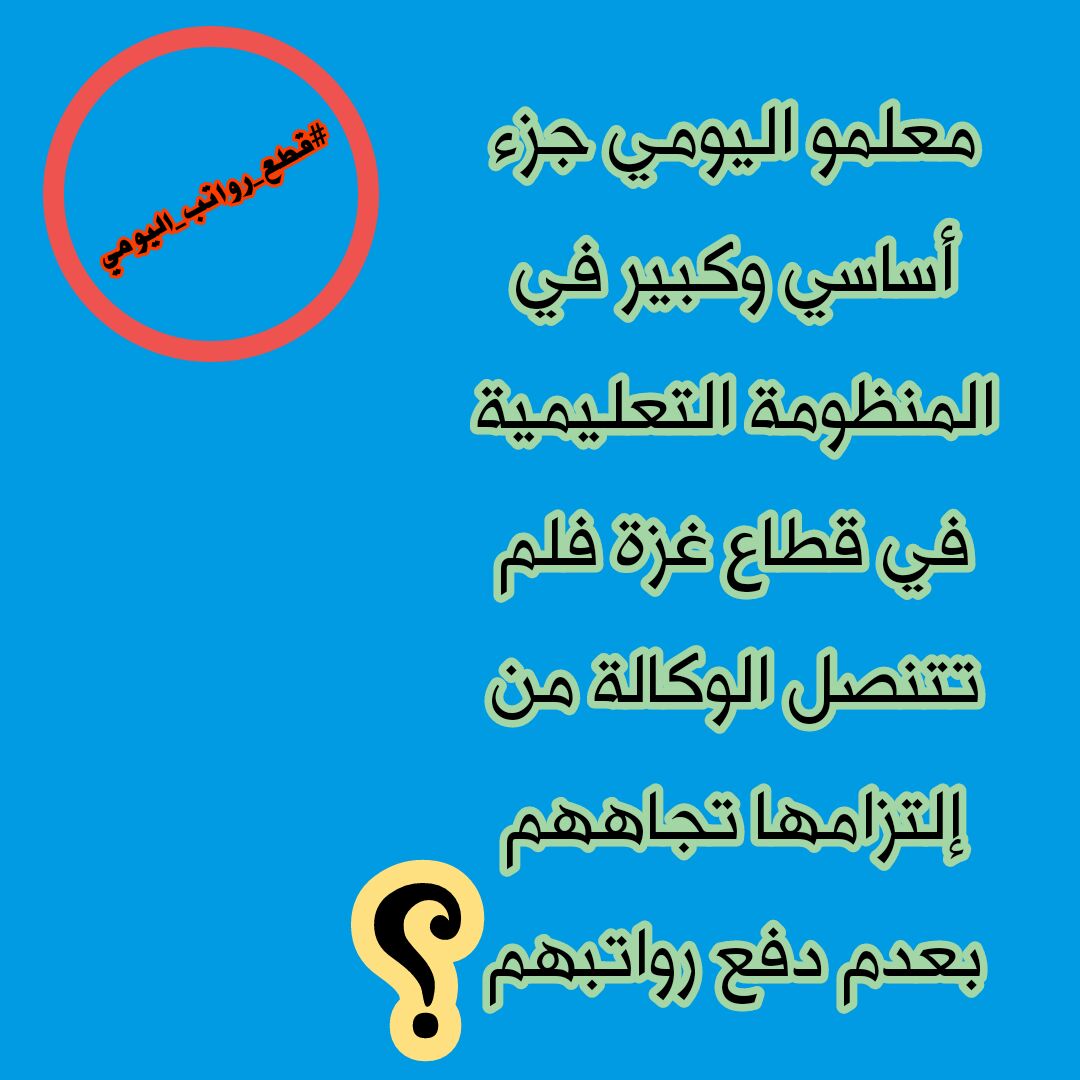 #قطع_رواتب_اليومي
معلمو اليومي جزء
أساسي وكبير في
المنظومة التعليمية
في قطاع غزة فلم
تتنصل الوكالة من
إلتزامها تجاههم
بعدم دفع رواتبهم ؟